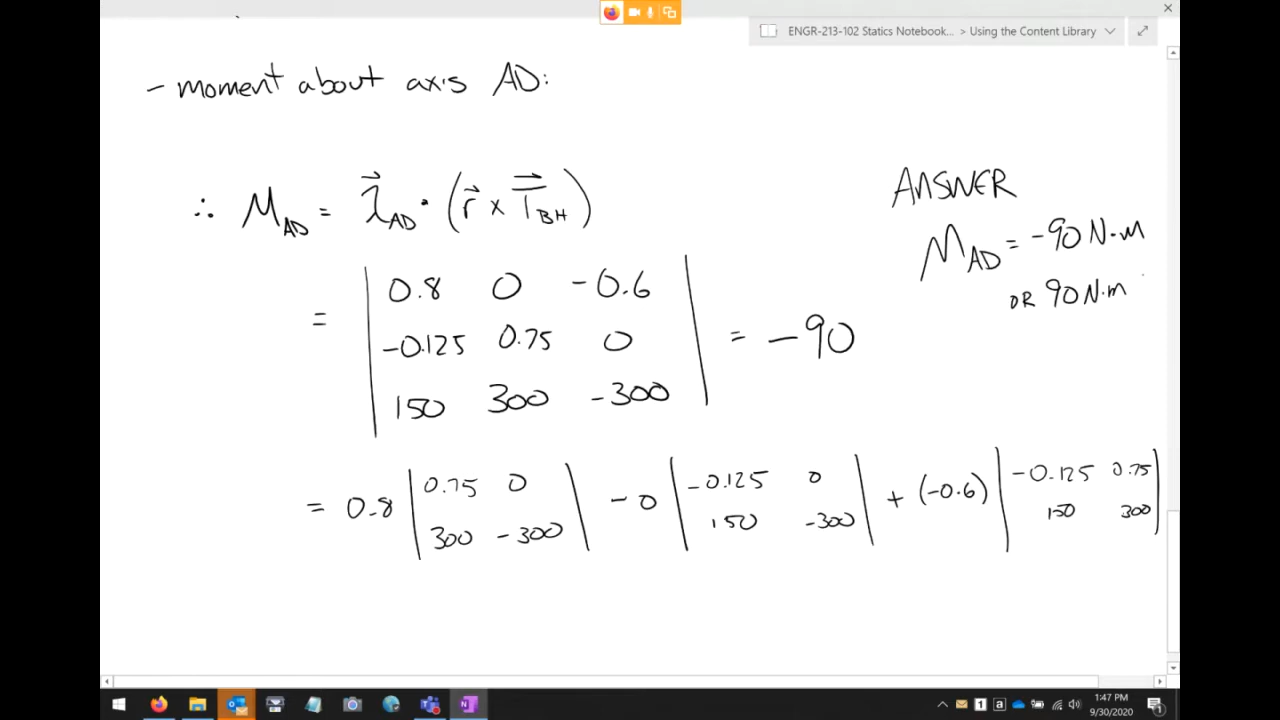 ENGR-213-102 Statics Notebook... > Using the Content Library
- moment about axis AD:
∴ M_AD = λ⃗_AD · (r⃗ × T⃗_BH)
= | 0.8 0 -0.6 |
| -0.125 0.75 0 | = -90
| 150 300 -300 |
ANSWER
M_AD = -90 N·m
OR 90 N·m
= 0.8 | 0.75 0 | - 0 | -0.125 0 | + (-0.6) | -0.125 0.75 |
| 300 -300 | | 150 -300 | | 150 300 |
1:47 PM
9/30/2020